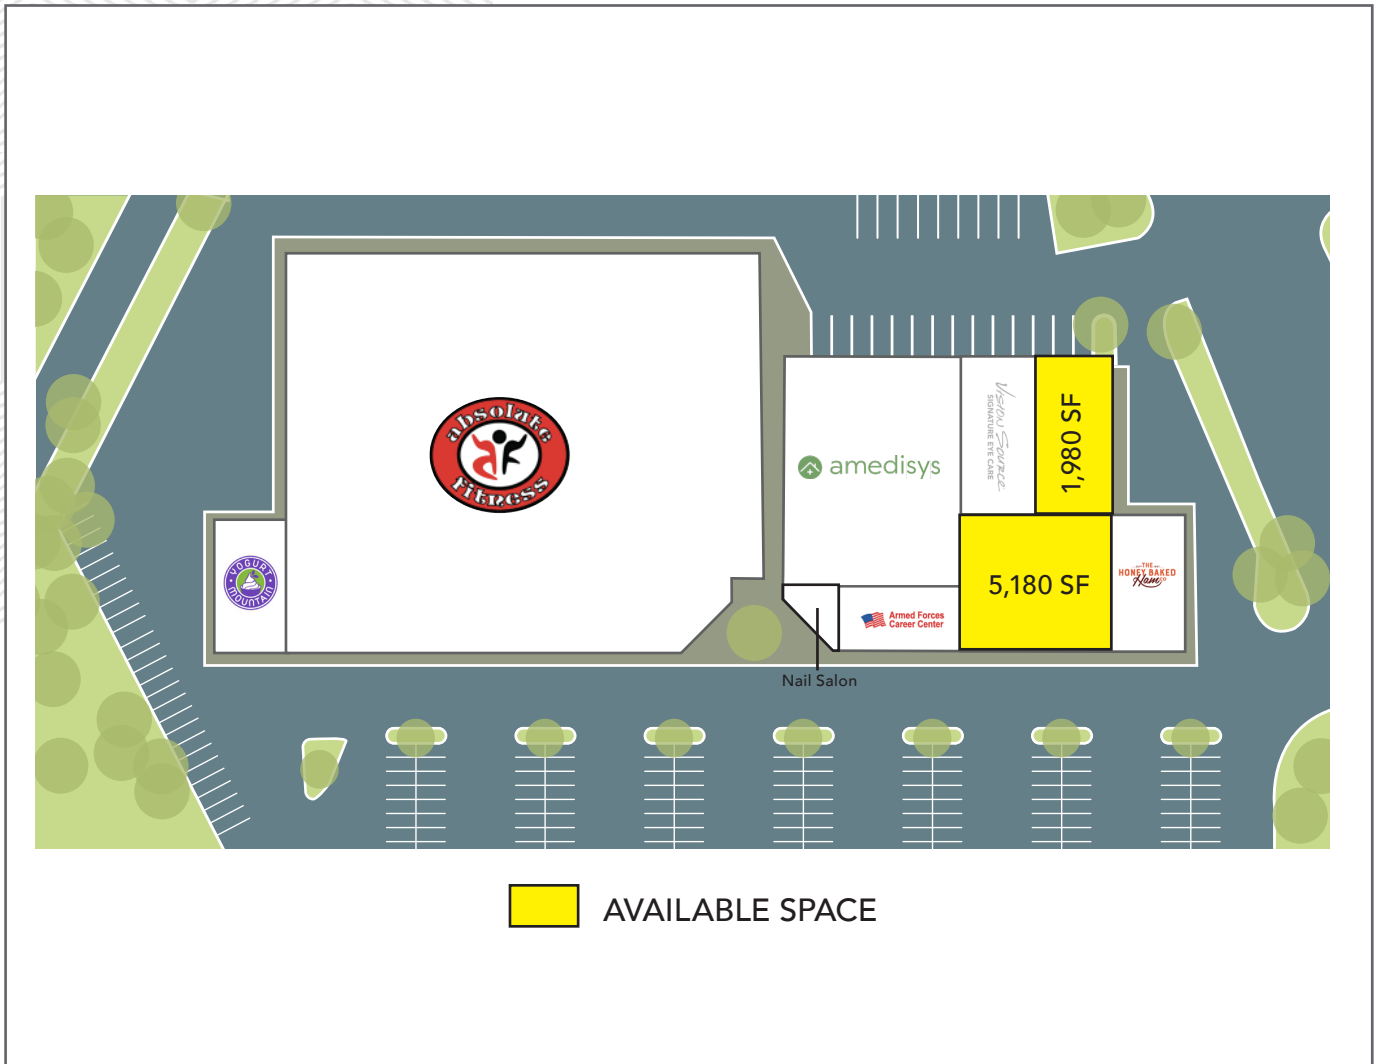 absolute
fitness
YOGURT
MOUNTAIN
amedisys
Vision Source
SIGNATURE EYE CARE
1,980 SF
5,180 SF
THE
HONEY BAKED
Ham CO
Armed Forces
Career Center
Nail Salon
AVAILABLE SPACE